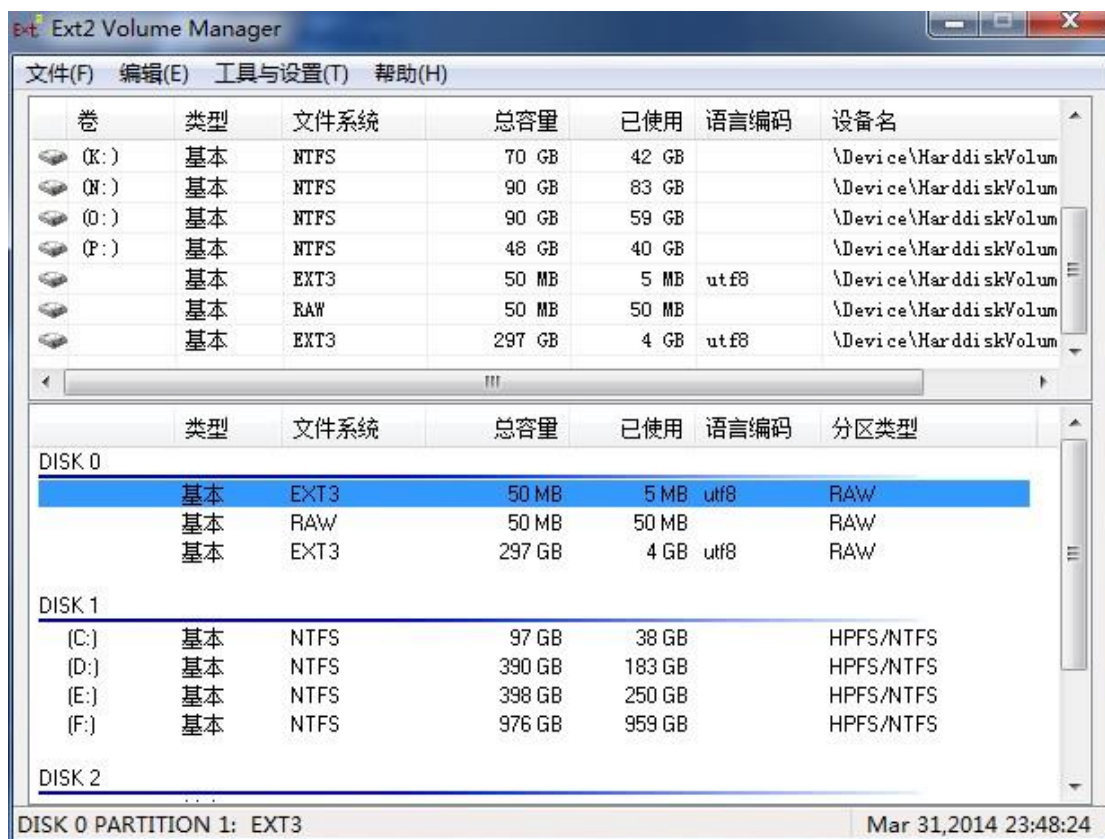 Ext Ext2 Volume Manager
文件(F) 编辑(E) 工具与设置(T) 帮助(H)
卷 类型 文件系统 总容量 已使用 语言编码 设备名
(K:) 基本 NTFS 70 GB 42 GB \Device\HarddiskVolum
(N:) 基本 NTFS 90 GB 83 GB \Device\HarddiskVolum
(O:) 基本 NTFS 90 GB 59 GB \Device\HarddiskVolum
(P:) 基本 NTFS 48 GB 40 GB \Device\HarddiskVolum
基本 EXT3 50 MB 5 MB utf8 \Device\HarddiskVolum
基本 RAW 50 MB 50 MB \Device\HarddiskVolum
基本 EXT3 297 GB 4 GB utf8 \Device\HarddiskVolum
类型 文件系统 总容量 已使用 语言编码 分区类型
DISK 0
基本 EXT3 50 MB 5 MB utf8 RAW
基本 RAW 50 MB 50 MB RAW
基本 EXT3 297 GB 4 GB utf8 RAW
DISK 1
(C:) 基本 NTFS 97 GB 38 GB HPFS/NTFS
(D:) 基本 NTFS 390 GB 183 GB HPFS/NTFS
(E:) 基本 NTFS 398 GB 250 GB HPFS/NTFS
(F:) 基本 NTFS 976 GB 959 GB HPFS/NTFS
DISK 2
DISK 0 PARTITION 1: EXT3 Mar 31,2014 23:48:24